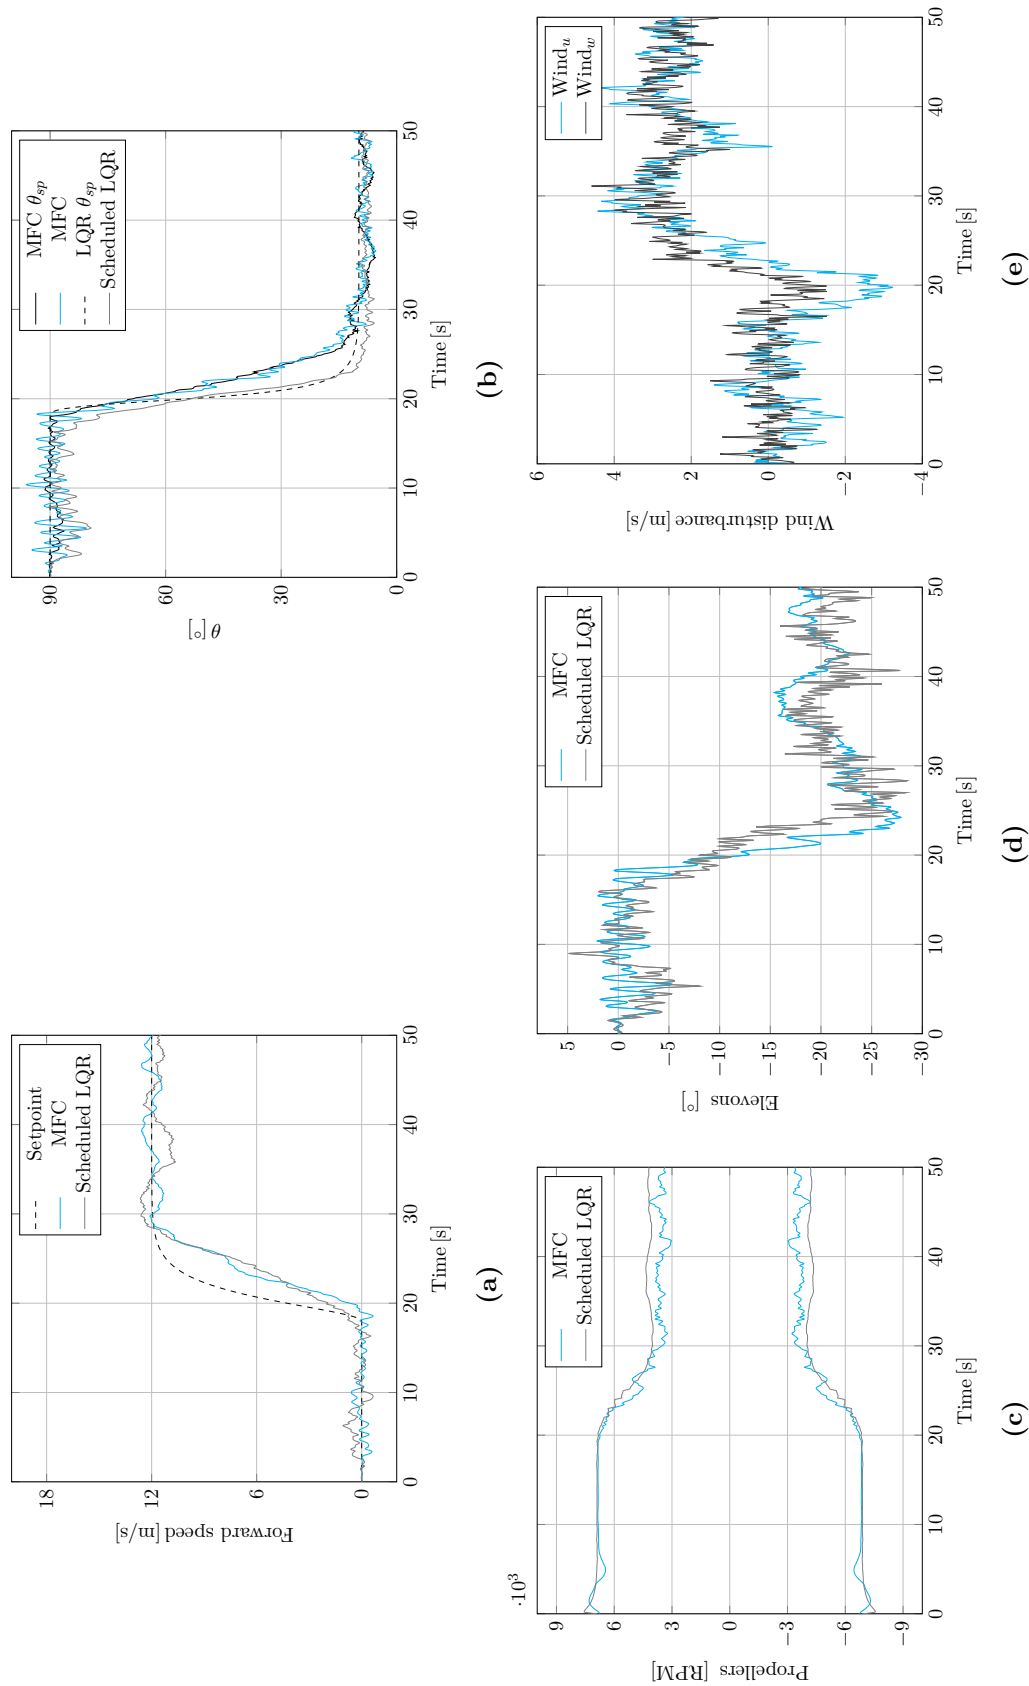 18
12
6
0
0
10
20
30
40
50
Forward speed [m/s]
Time [s]
Setpoint
MFC
Scheduled LQR
(a)
90
60
30
0
0
10
20
30
40
50
θ [°]
Time [s]
MFC θsp
MFC
LQR θsp
Scheduled LQR
(b)
·10³
9
6
3
0
−3
−6
−9
0
10
20
30
40
50
Propellers [RPM]
Time [s]
MFC
Scheduled LQR
(c)
5
0
−5
−10
−15
−20
−25
−30
0
10
20
30
40
50
Elevons [°]
Time [s]
MFC
Scheduled LQR
(d)
6
4
2
0
−2
−4
0
10
20
30
40
50
Wind disturbance [m/s]
Time [s]
Windu
Windw
(e)